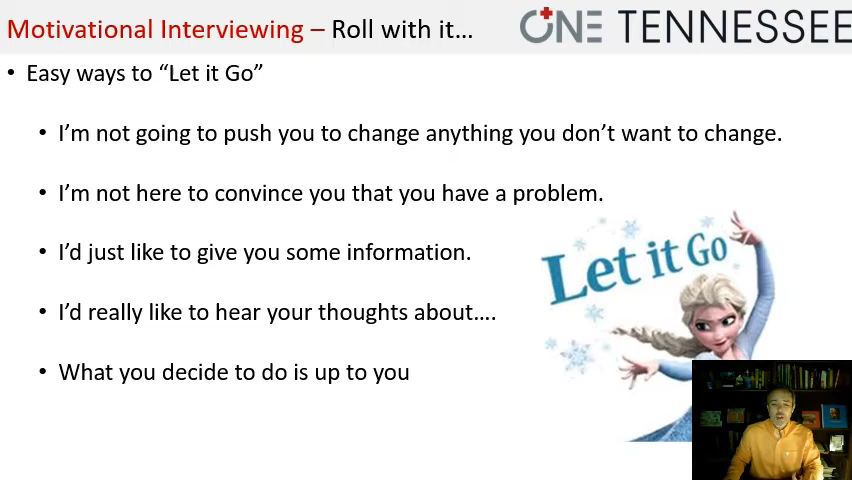 Motivational Interviewing – Roll with it…
ONE TENNESSEE
• Easy ways to “Let it Go”
• I’m not going to push you to change anything you don’t want to change.
• I’m not here to convince you that you have a problem.
• I’d just like to give you some information.
• I’d really like to hear your thoughts about….
• What you decide to do is up to you
Let it Go